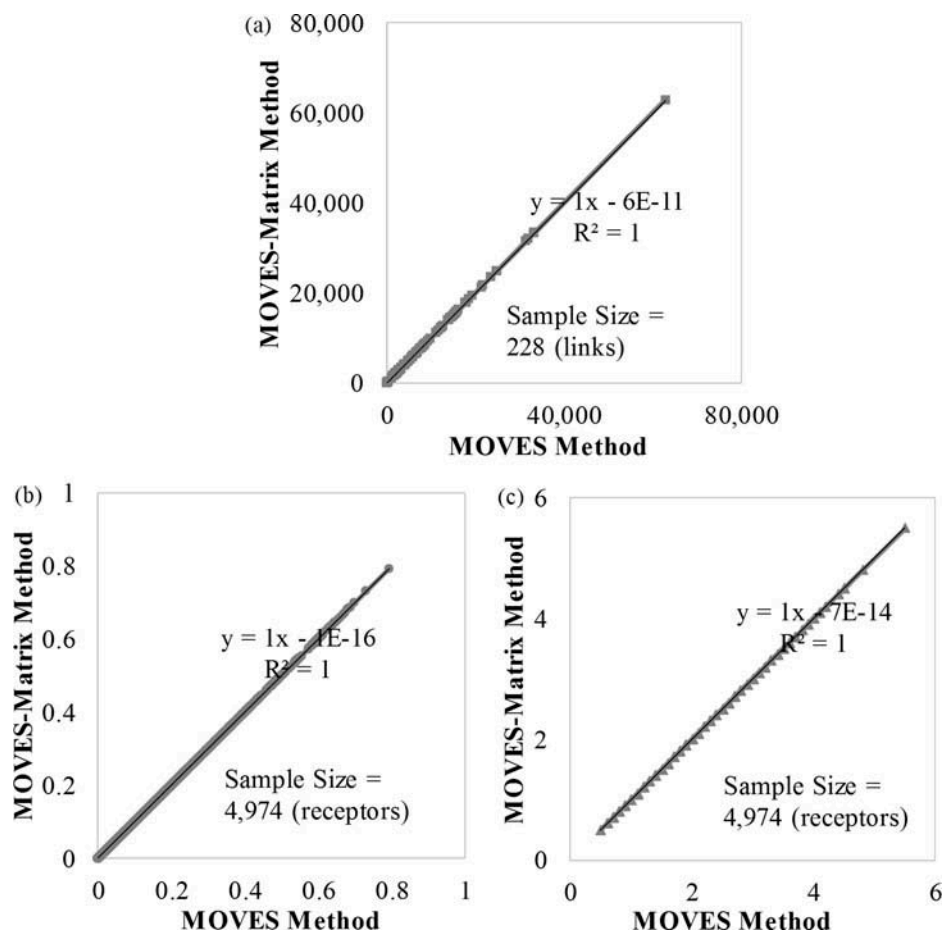 (a)
80,000
60,000
40,000
20,000
0
MOVES-Matrix Method
y = 1x - 6E-11
R² = 1
Sample Size =
228 (links)
0 40,000 80,000
MOVES Method
(b)
1
0.8
0.6
0.4
0.2
0
MOVES-Matrix Method
y = 1x - 1E-16
R² = 1
Sample Size =
4,974 (receptors)
0 0.2 0.4 0.6 0.8 1
MOVES Method
(c)
6
4
2
0
MOVES-Matrix Method
y = 1x - 7E-14
R² = 1
Sample Size =
4,974 (receptors)
0 2 4 6
MOVES Method